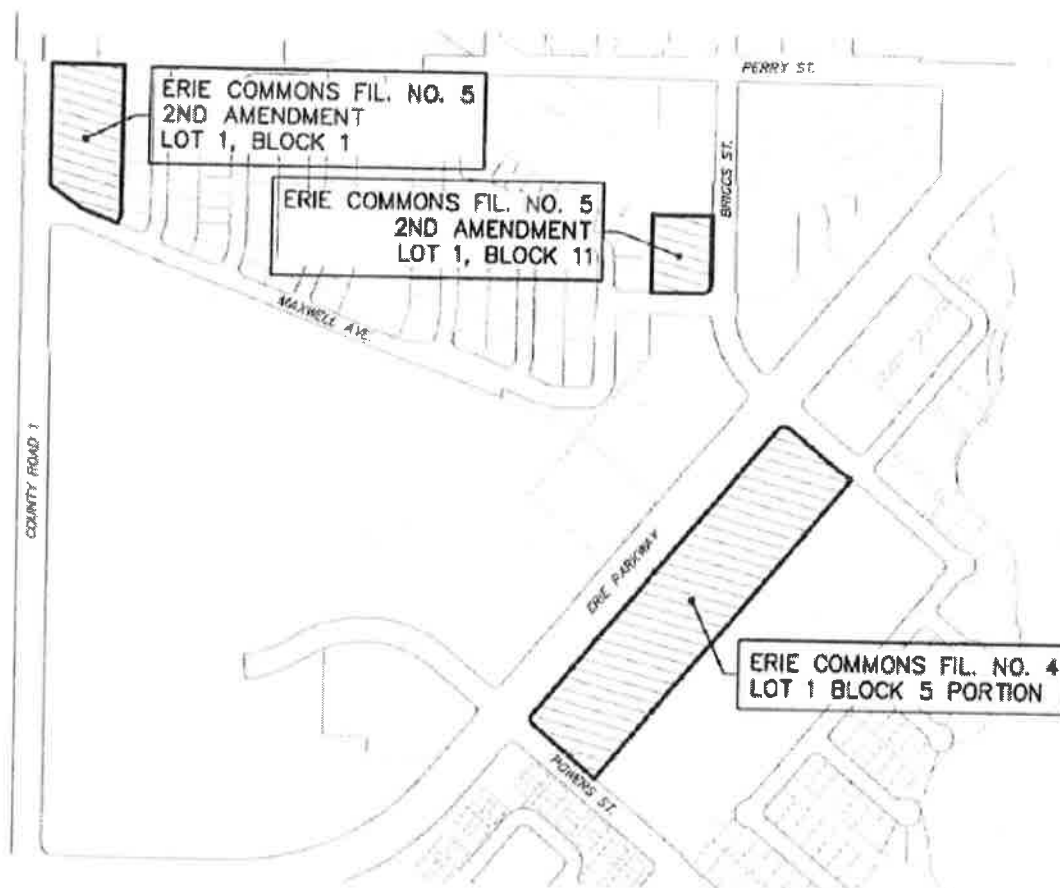 PERRY ST.
ERIE COMMONS FIL. NO. 5
2ND AMENDMENT
LOT 1, BLOCK 1
BRIGGS ST.
ERIE COMMONS FIL. NO. 5
2ND AMENDMENT
LOT 1, BLOCK 11
MAXWELL AVE.
COUNTY ROAD 1
ERIE PARKWAY
ERIE COMMONS FIL. NO. 4
LOT 1 BLOCK 5 PORTION
POWERS ST.